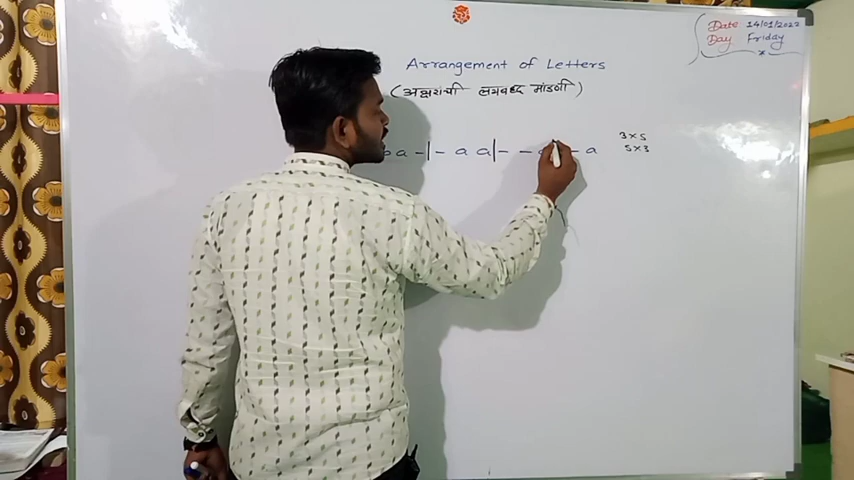 Date 14/01/2022
Day Friday
Arrangement of Letters
(अक्षरांची लयबद्ध मांडणी)
a - | - a a | - - a - a
3×5
5×3